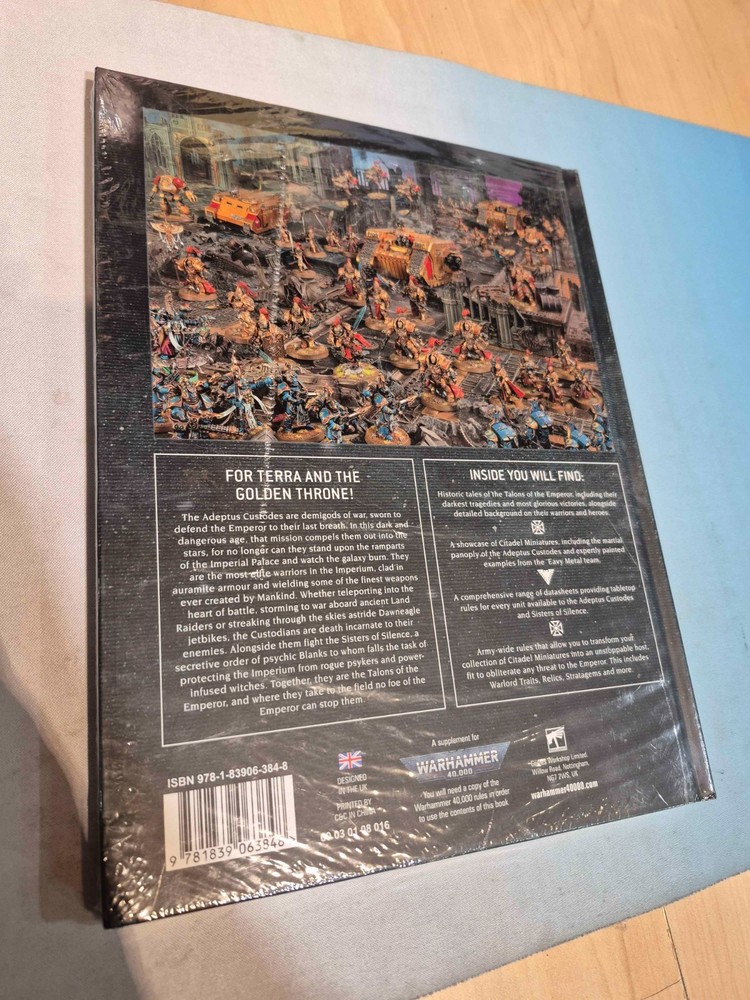 FOR TERRA AND THE
GOLDEN THRONE!
The Adeptus Custodes are demigods of war, sworn to
defend the Emperor to their last breath. In this dark and
dangerous age, that mission compels them out into the
stars, for no longer can they stand upon the ramparts
of the Imperial Palace and watch the galaxy burn. They
are the most elite warriors in the Imperium, clad in
auramite armour and wielding some of the finest weapons
ever created by Mankind. Whether teleporting into the
heart of battle, storming to war aboard ancient Land
Raiders or streaking through the skies astride Dawneagle
jetbikes, the Custodians are death incarnate to their
enemies. Alongside them fight the Sisters of Silence, a
secretive order of psychic Blanks to whom falls the task of
protecting the Imperium from rogue psykers and power-
infused witches. Together, they are the Talons of the
Emperor, and where they take to the field no foe of the
Emperor can stop them.
INSIDE YOU WILL FIND:
Historic tales of the Talons of the Emperor, including their
darkest tragedies and most glorious victories, alongside
detailed background on their warriors and heroes.
A showcase of Citadel Miniatures, including the martial
panoply of the Adeptus Custodes and expertly painted
examples from the 'Eavy Metal team.
A comprehensive range of datasheets providing tabletop
rules for every unit available to the Adeptus Custodes
and Sisters of Silence.
Army-wide rules that allow you to transform your
collection of Citadel Miniatures into an unstoppable host,
fit to obliterate any threat to the Emperor. This includes
Warlord Traits, Relics, Stratagems and more.
ISBN 978-1-83906-384-8
9 781839 063848
DESIGNED
IN THE UK
PRINTED BY
C&C IN CHINA
60 03 01 08 016
A supplement for
WARHAMMER
40,000
You will need a copy of the
Warhammer 40,000 rules in order
to use the contents of this book
Games Workshop Limited,
Willow Road, Nottingham,
NG7 2WS, UK
warhammer40000.com